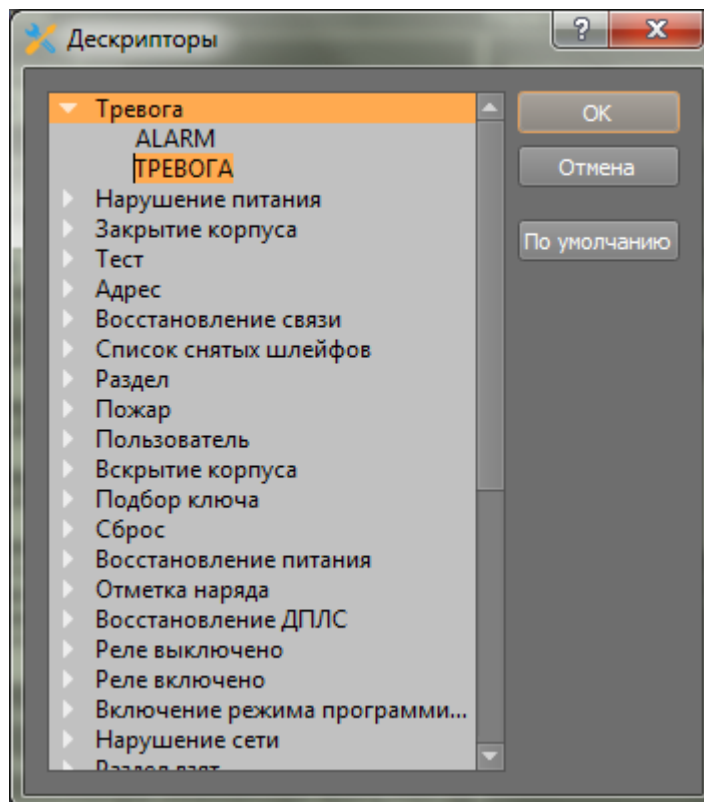 Дескрипторы
?
Тревога
ALARM
ТРЕВОГА
Нарушение питания
Закрытие корпуса
Тест
Адрес
Восстановление связи
Список снятых шлейфов
Раздел
Пожар
Пользователь
Вскрытие корпуса
Подбор ключа
Сброс
Восстановление питания
Отметка наряда
Восстановление ДПЛС
Реле выключено
Реле включено
Включение режима программи...
Нарушение сети
Раздел взят
OK
Отмена
По умолчанию